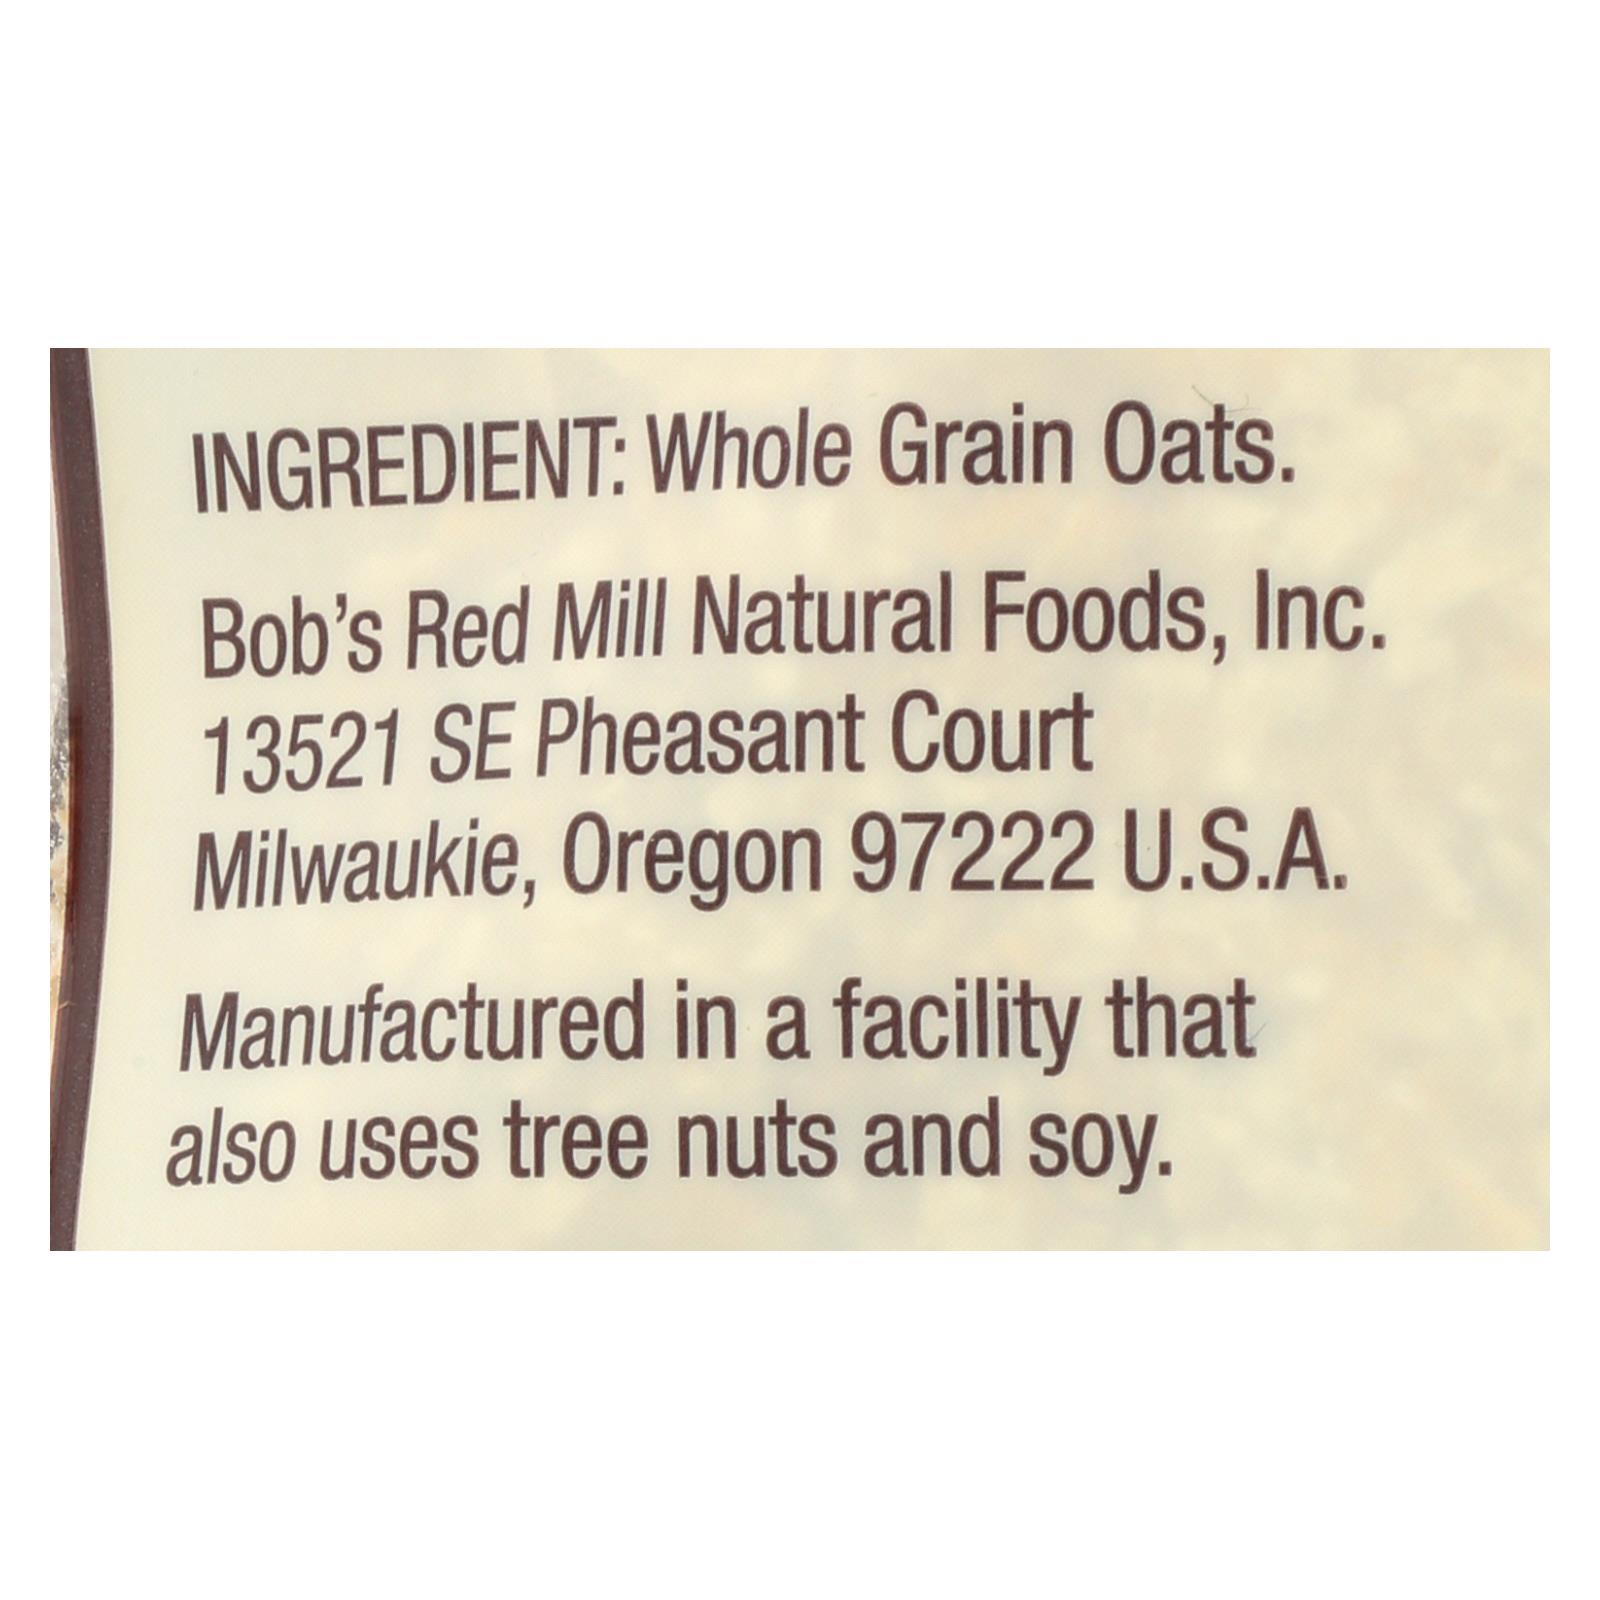 INGREDIENT: Whole Grain Oats.
Bob’s Red Mill Natural Foods, Inc.
13521 SE Pheasant Court
Milwaukie, Oregon 97222 U.S.A.
Manufactured in a facility that
also uses tree nuts and soy.